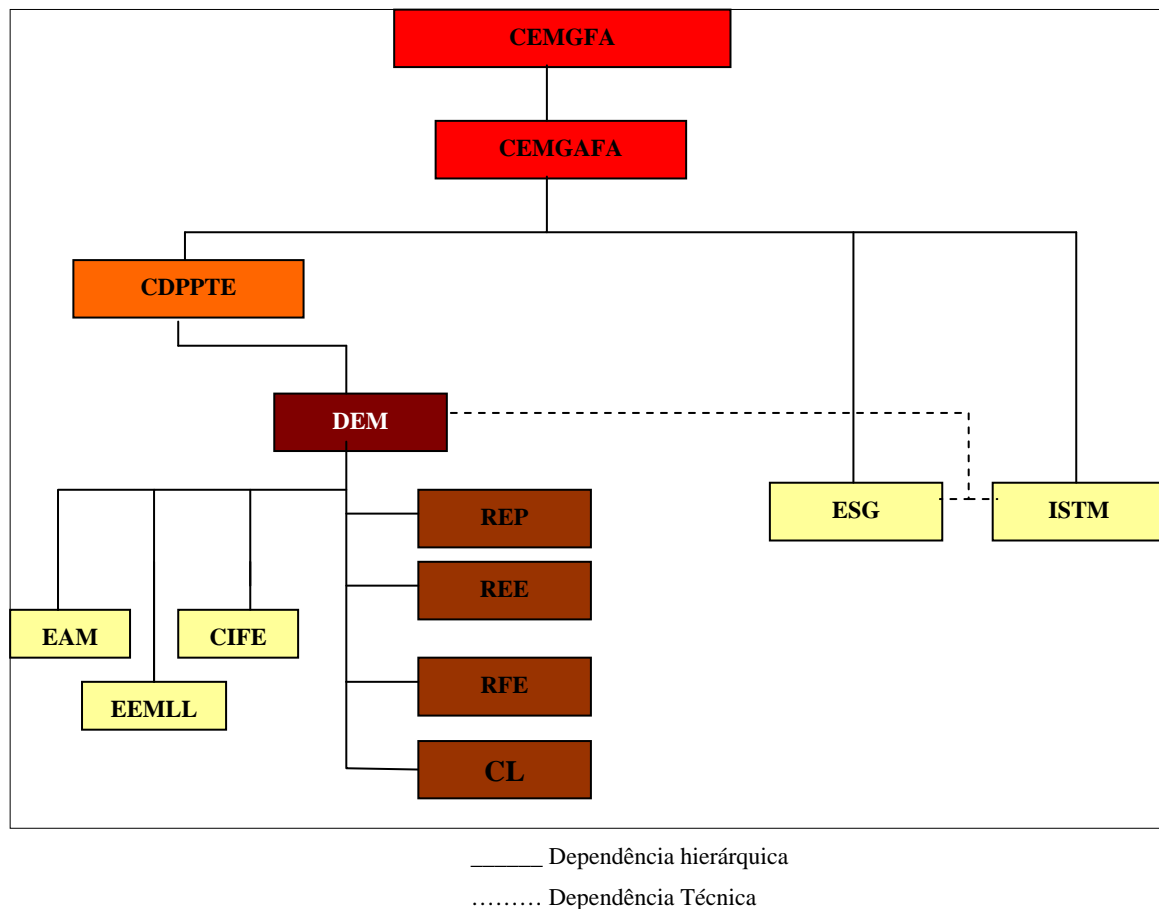 CEMGFA
CEMGAFA
CDPPTE
DEM
REP
ESG
ISTM
REE
EAM
CIFE
RFE
EEMLL
CL
______ Dependência hierárquica
……… Dependência Técnica